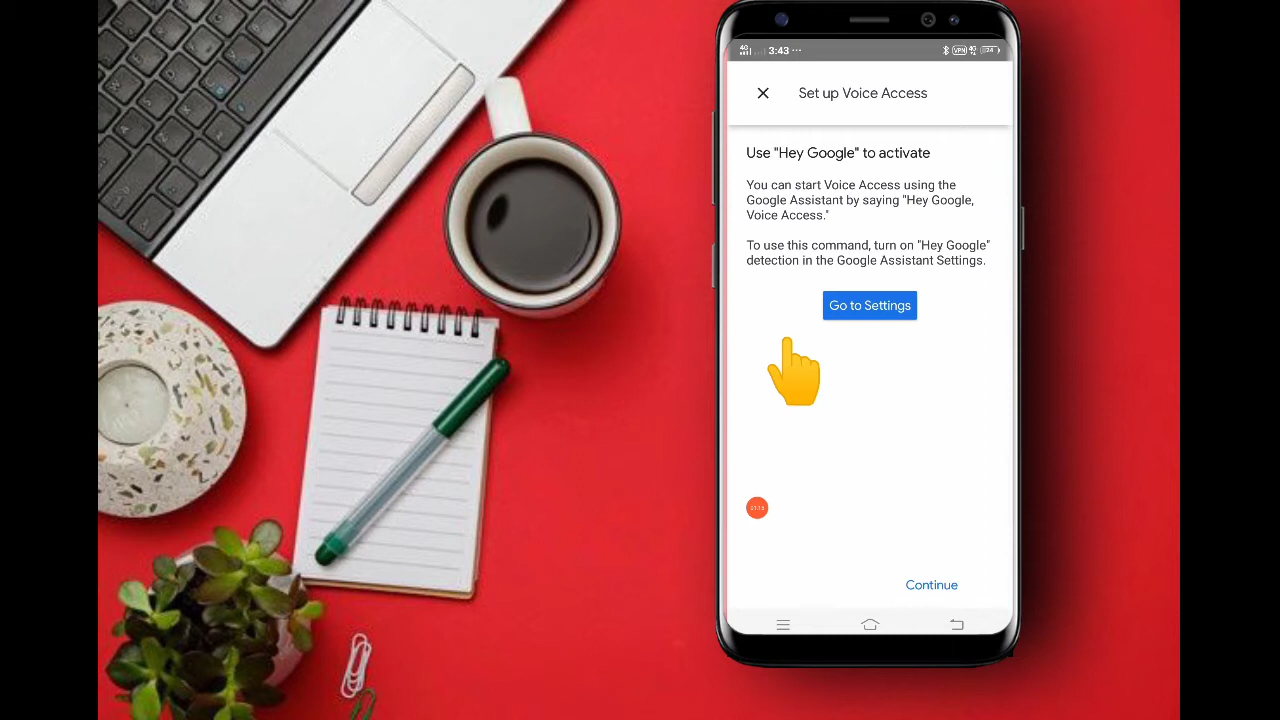 3:43 ...
Set up Voice Access
Use "Hey Google" to activate
You can start Voice Access using the
Google Assistant by saying "Hey Google,
Voice Access."
To use this command, turn on "Hey Google"
detection in the Google Assistant Settings.
Go to Settings
Continue